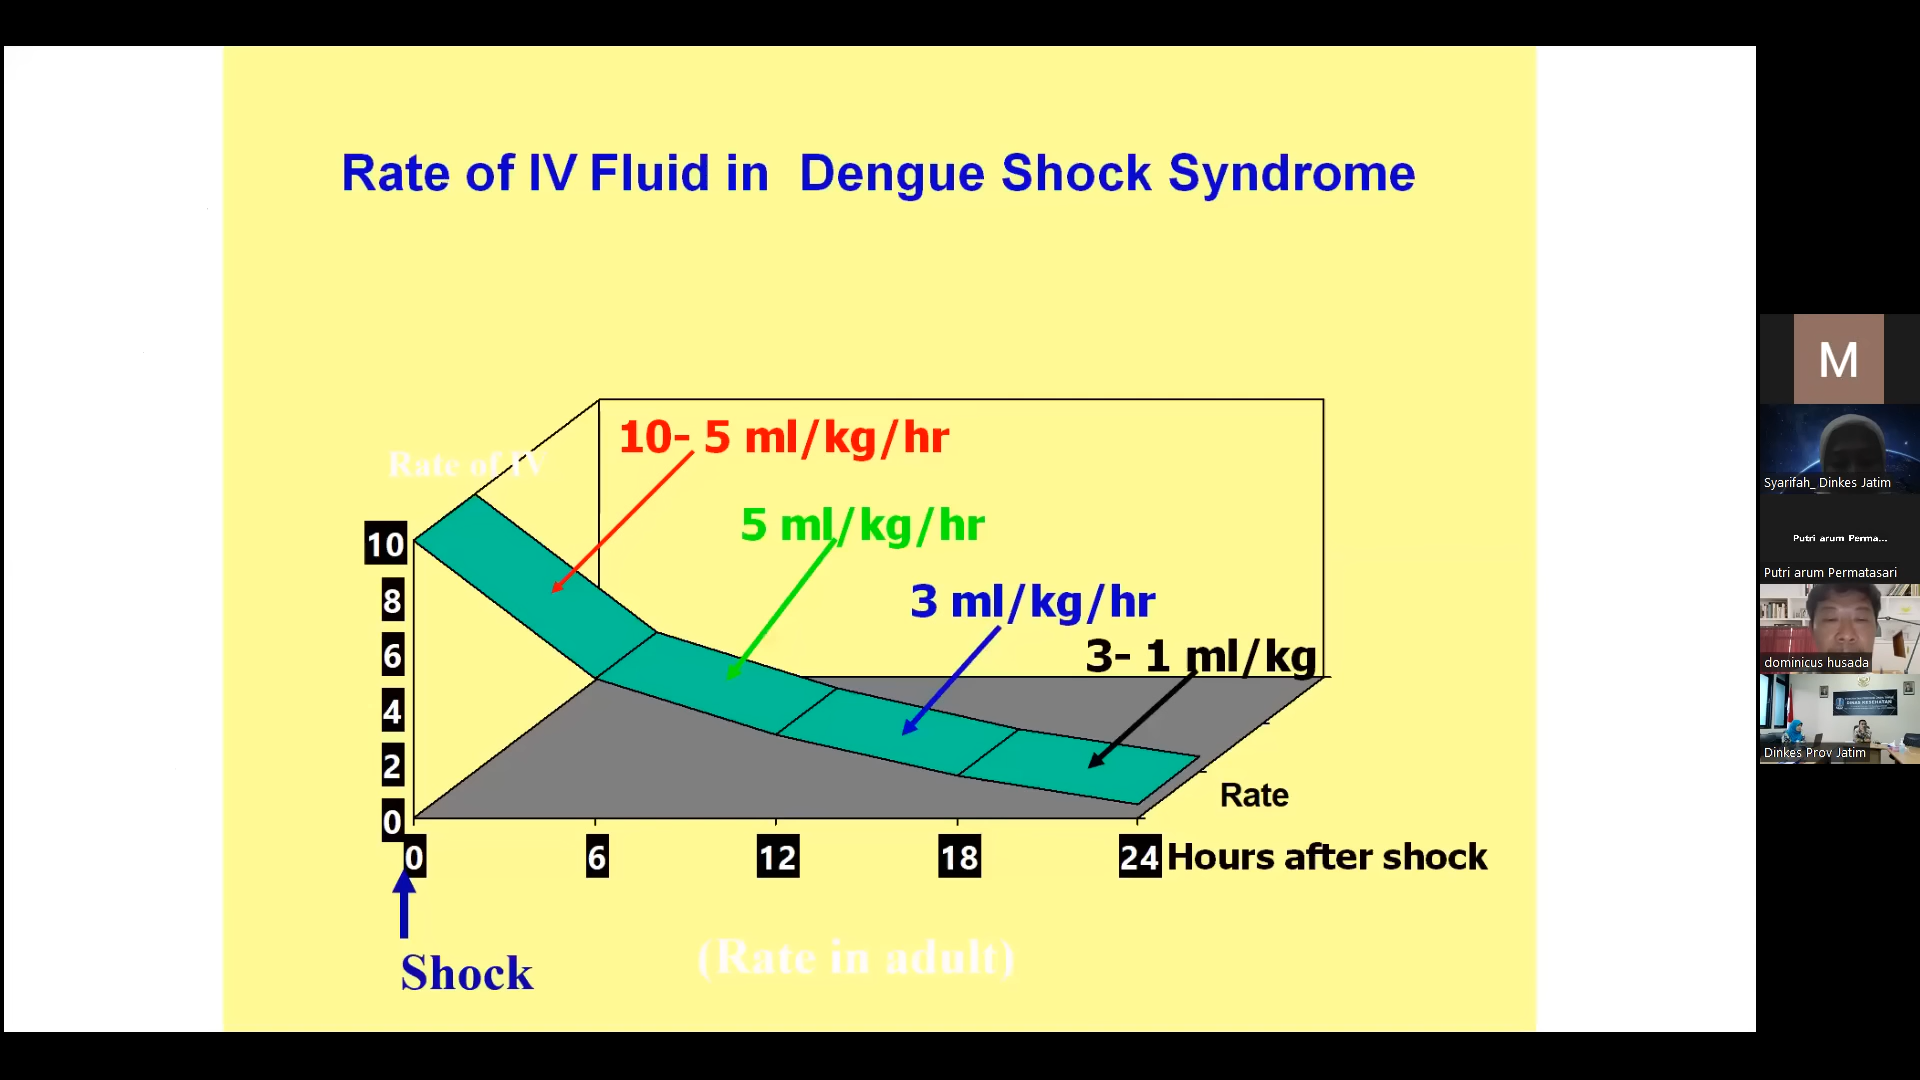 Rate of IV Fluid in Dengue Shock Syndrome
Rate of IV
10- 5 ml/kg/hr
5 ml/kg/hr
3 ml/kg/hr
3- 1 ml/kg
10
8
6
4
2
0
0
6
12
18
24
Hours after shock
Rate
Shock
(Rate in adult)
M
Syarifah_ Dinkes Jatim
Putri arum Perma...
Putri arum Permatasari
dominicus husada
DINAS KESEHATAN
Dinkes Prov Jatim